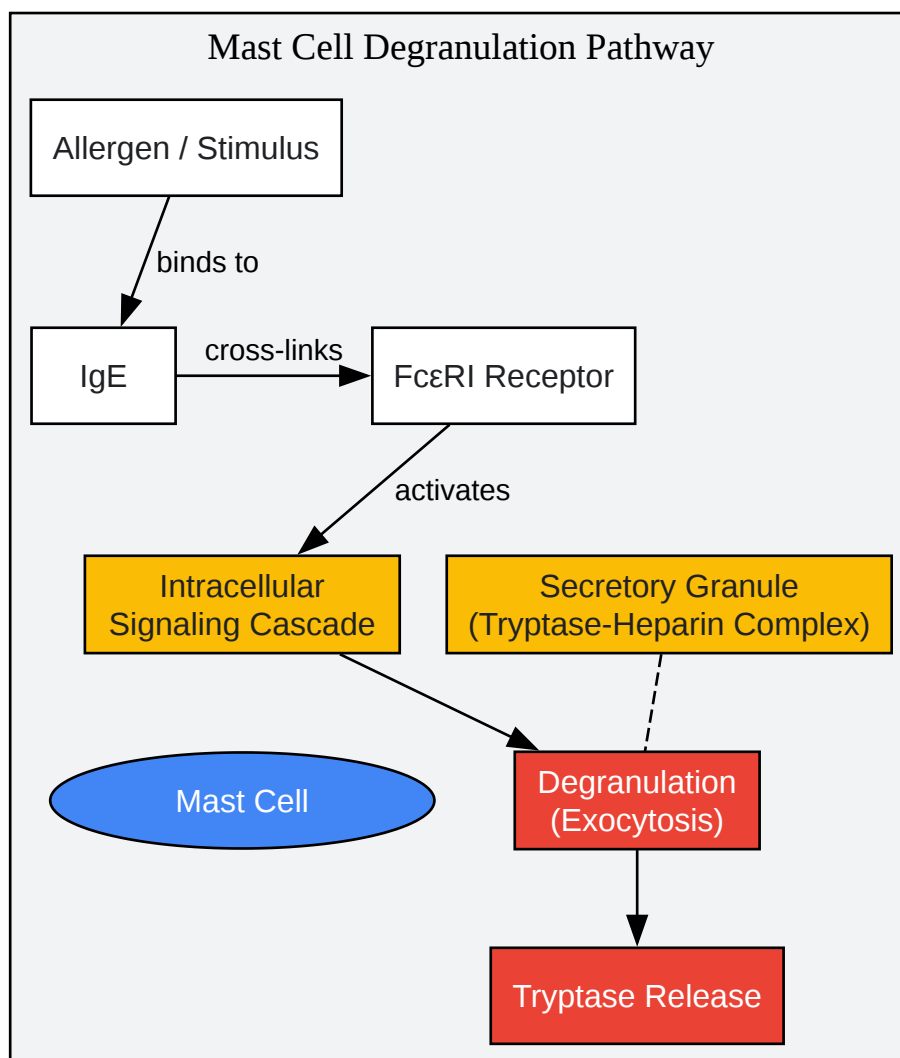 Mast Cell Degranulation Pathway
Allergen / Stimulus
binds to
IgE
cross-links
FcεRI Receptor
activates
Intracellular
Signaling Cascade
Secretory Granule
(Tryptase-Heparin Complex)
Mast Cell
Degranulation
(Exocytosis)
Tryptase Release